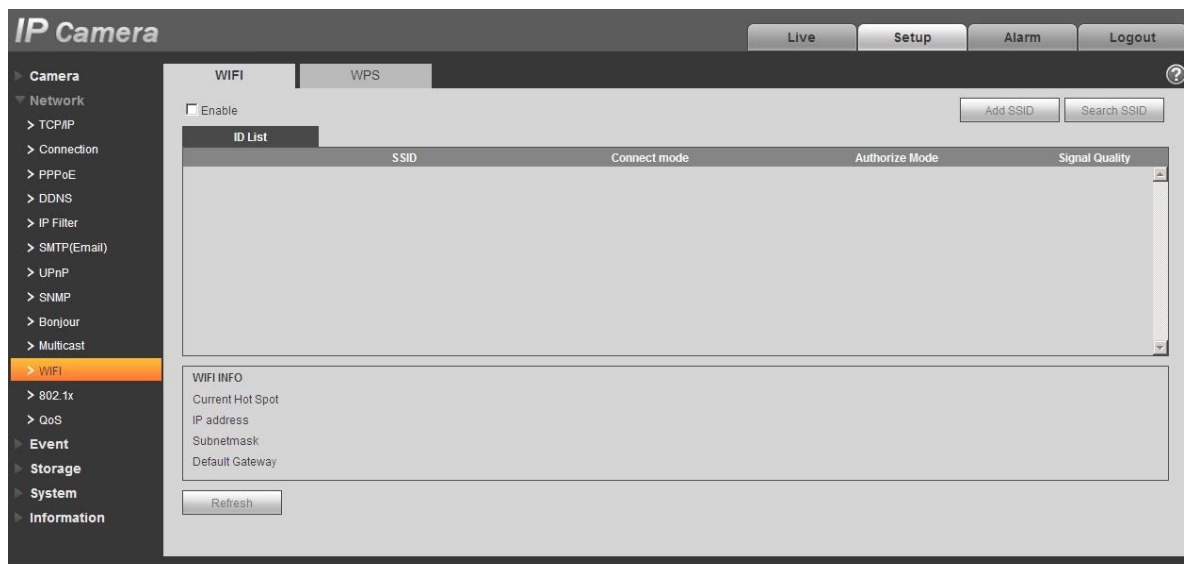 IP Camera
Live Setup Alarm Logout
Camera
Network
TCP/IP
Connection
PPPoE
DDNS
IP Filter
SMTP(Email)
UPnP
SNMP
Bonjour
Multicast
WIFI
802.1x
QoS
Event
Storage
System
Information
WIFI WPS
?
Enable
Add SSID Search SSID
ID List
SSID Connect mode Authorize Mode Signal Quality
WIFI INFO
Current Hot Spot
IP address
Subnetmask
Default Gateway
Refresh